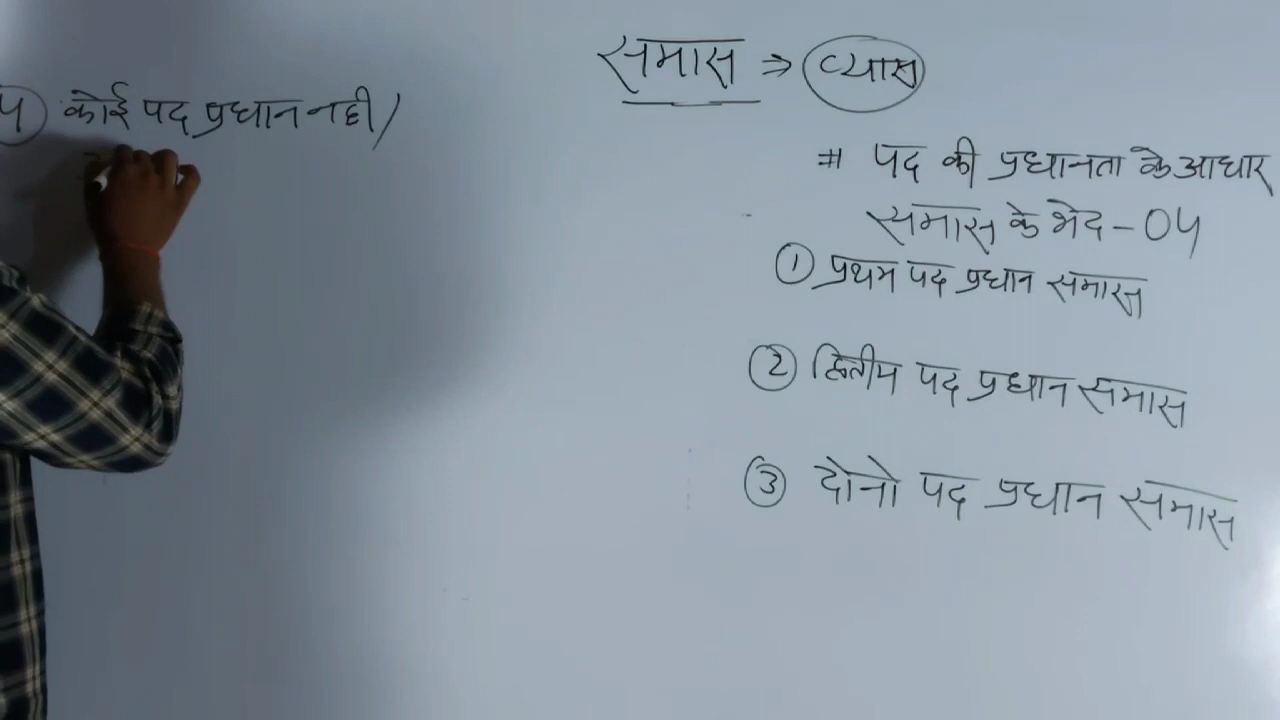 समास ⇒ व्यास
# पद की प्रधानता के आधार
समास के भेद - 04
① प्रथम पद प्रधान समास
② द्वितीय पद प्रधान समास
③ दोनो पद प्रधान समास
④ कोई पद प्रधान नही /